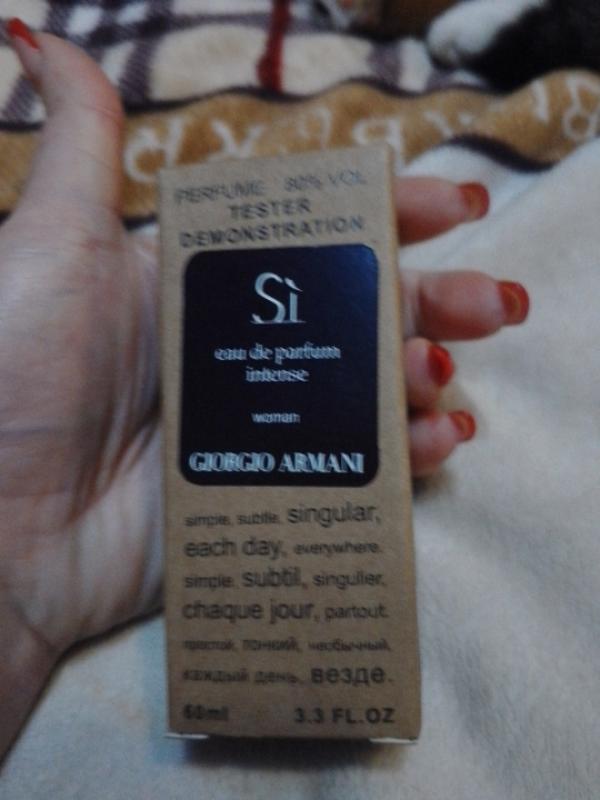 PERFUME 80% VOL
TESTER
DEMONSTRATION
Sì
eau de parfum
intense
woman
GIORGIO ARMANI
simple, subtle, singular,
each day, everywhere.
simple, subtil, singulier,
chaque jour, partout.
простой, тонкий, необычный,
каждый день, везде.
60ml 3.3 FL.OZ